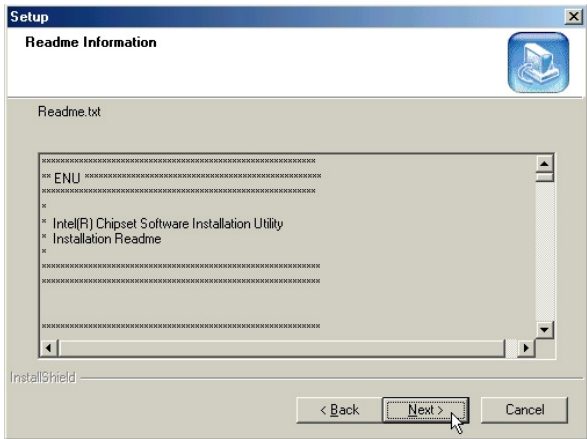 Setup
Readme Information
Readme.txt
************************************************************
** ENU ***************************************************
************************************************************
*
* Intel(R) Chipset Software Installation Utility
* Installation Readme
*
*************************************************************
*************************************************************
*************************************************************
InstallShield
< Back
Next >
Cancel